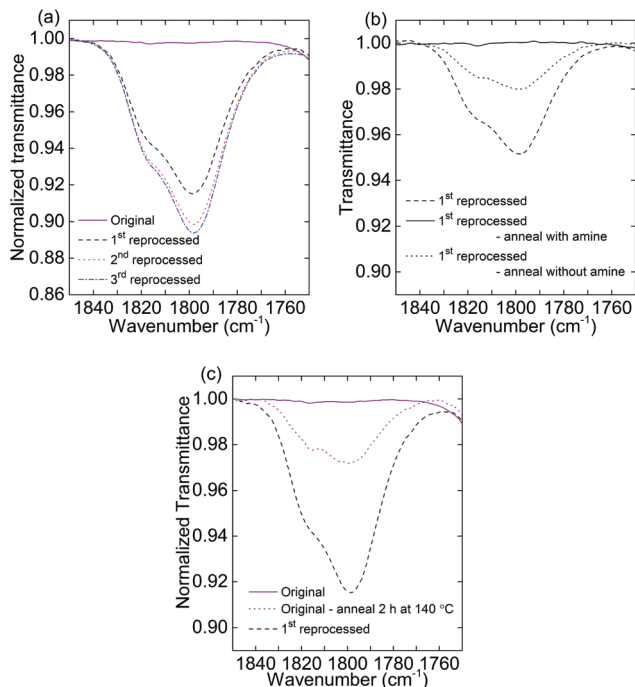 (a)
Normalized transmittance
1.00
0.98
0.96
0.94
0.92
0.90
0.88
0.86
Original
1st reprocessed
2nd reprocessed
3rd reprocessed
1840 1820 1800 1780 1760
Wavenumber (cm-1)
(b)
Transmittance
1.00
0.98
0.96
0.94
0.92
0.90
1st reprocessed
1st reprocessed
- anneal with amine
1st reprocessed
- anneal without amine
1840 1820 1800 1780 1760
Wavenumber (cm-1)
(c)
Normalized Transmittance
1.00
0.98
0.96
0.94
0.92
0.90
Original
Original - anneal 2 h at 140 °C
1st reprocessed
1840 1820 1800 1780 1760
Wavenumber (cm-1)